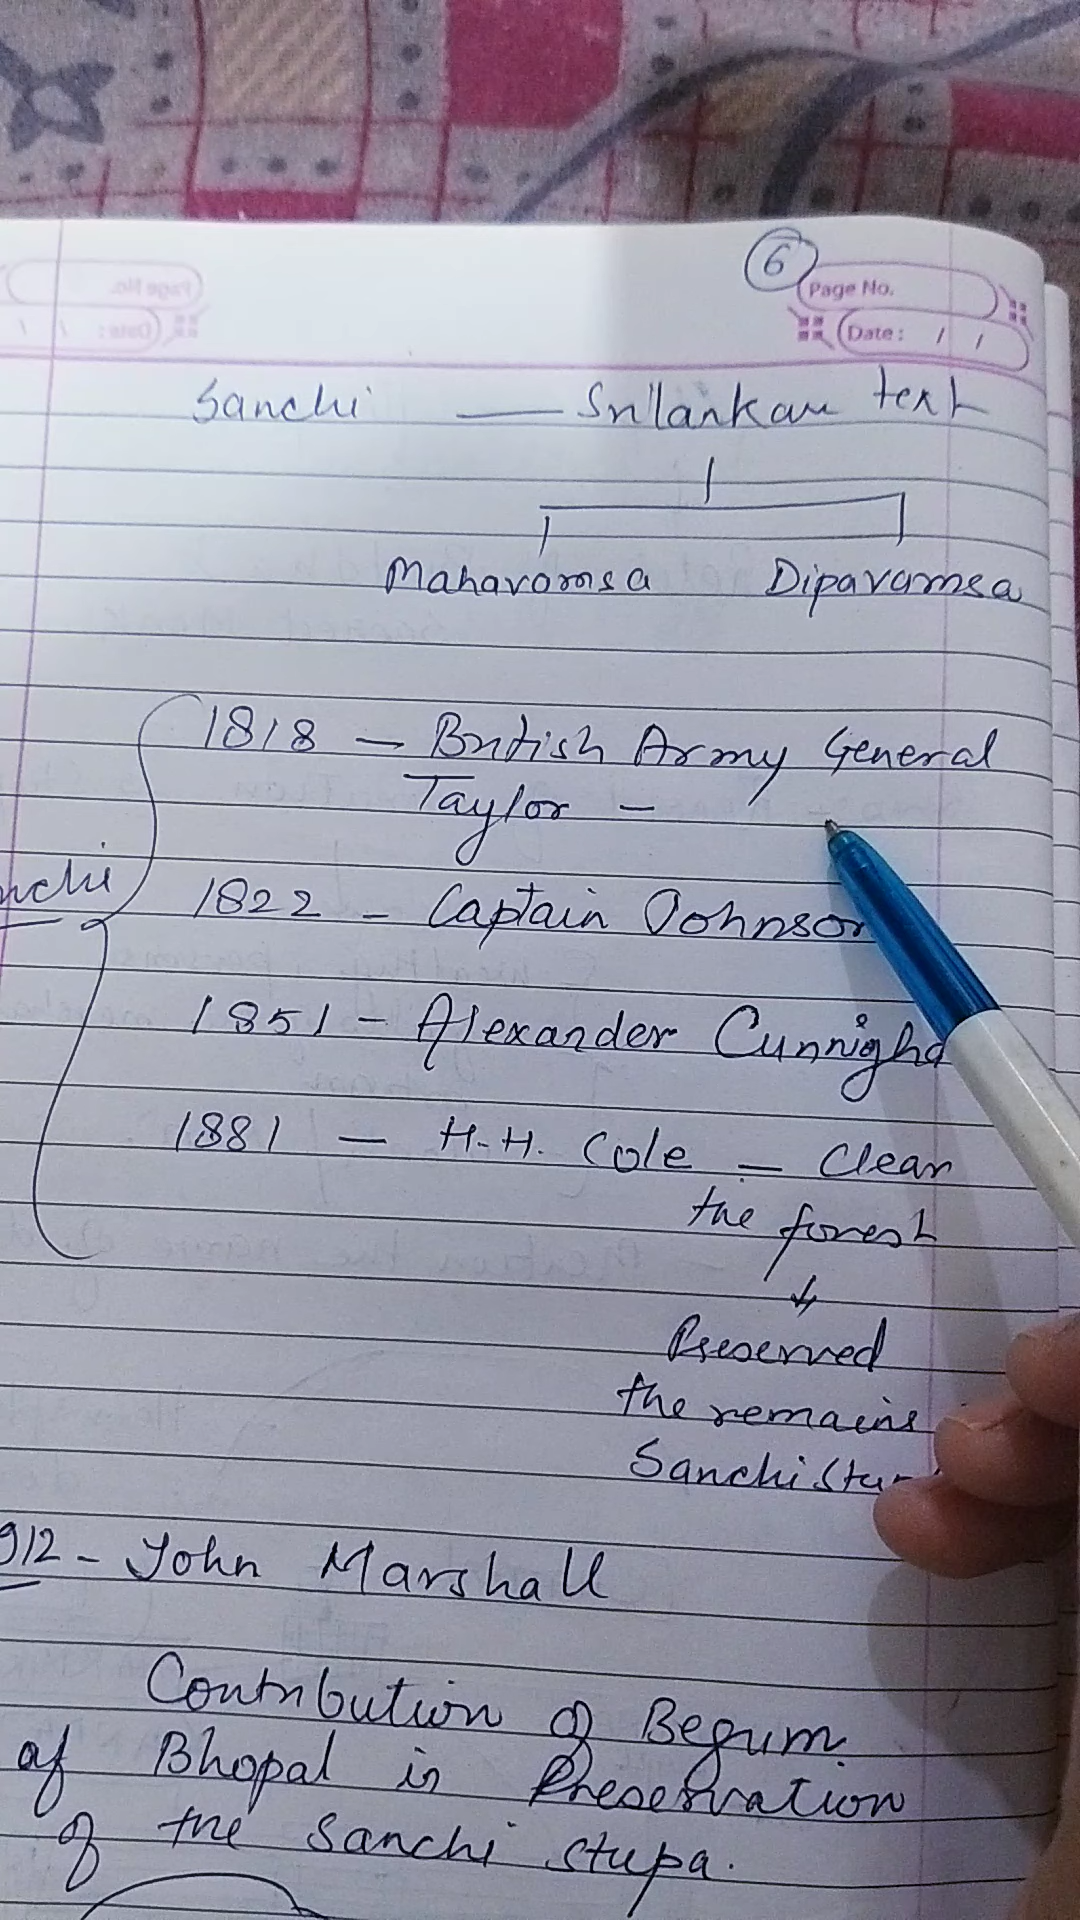 6
Page No.
Date: / /
Sanchi — Srilankan text
Mahavamsa Dipavamsa
1818 — British Army General
Taylor —
1822 - Captain Johnson
1851 - Alexander Cunnigha
1881 — H.H. Cole — Clear
the forest
Preserved
the remains
Sanchi Stu
912 - John Marshall
Contribution of Begum
of Bhopal in Preservation
of the Sanchi stupa.